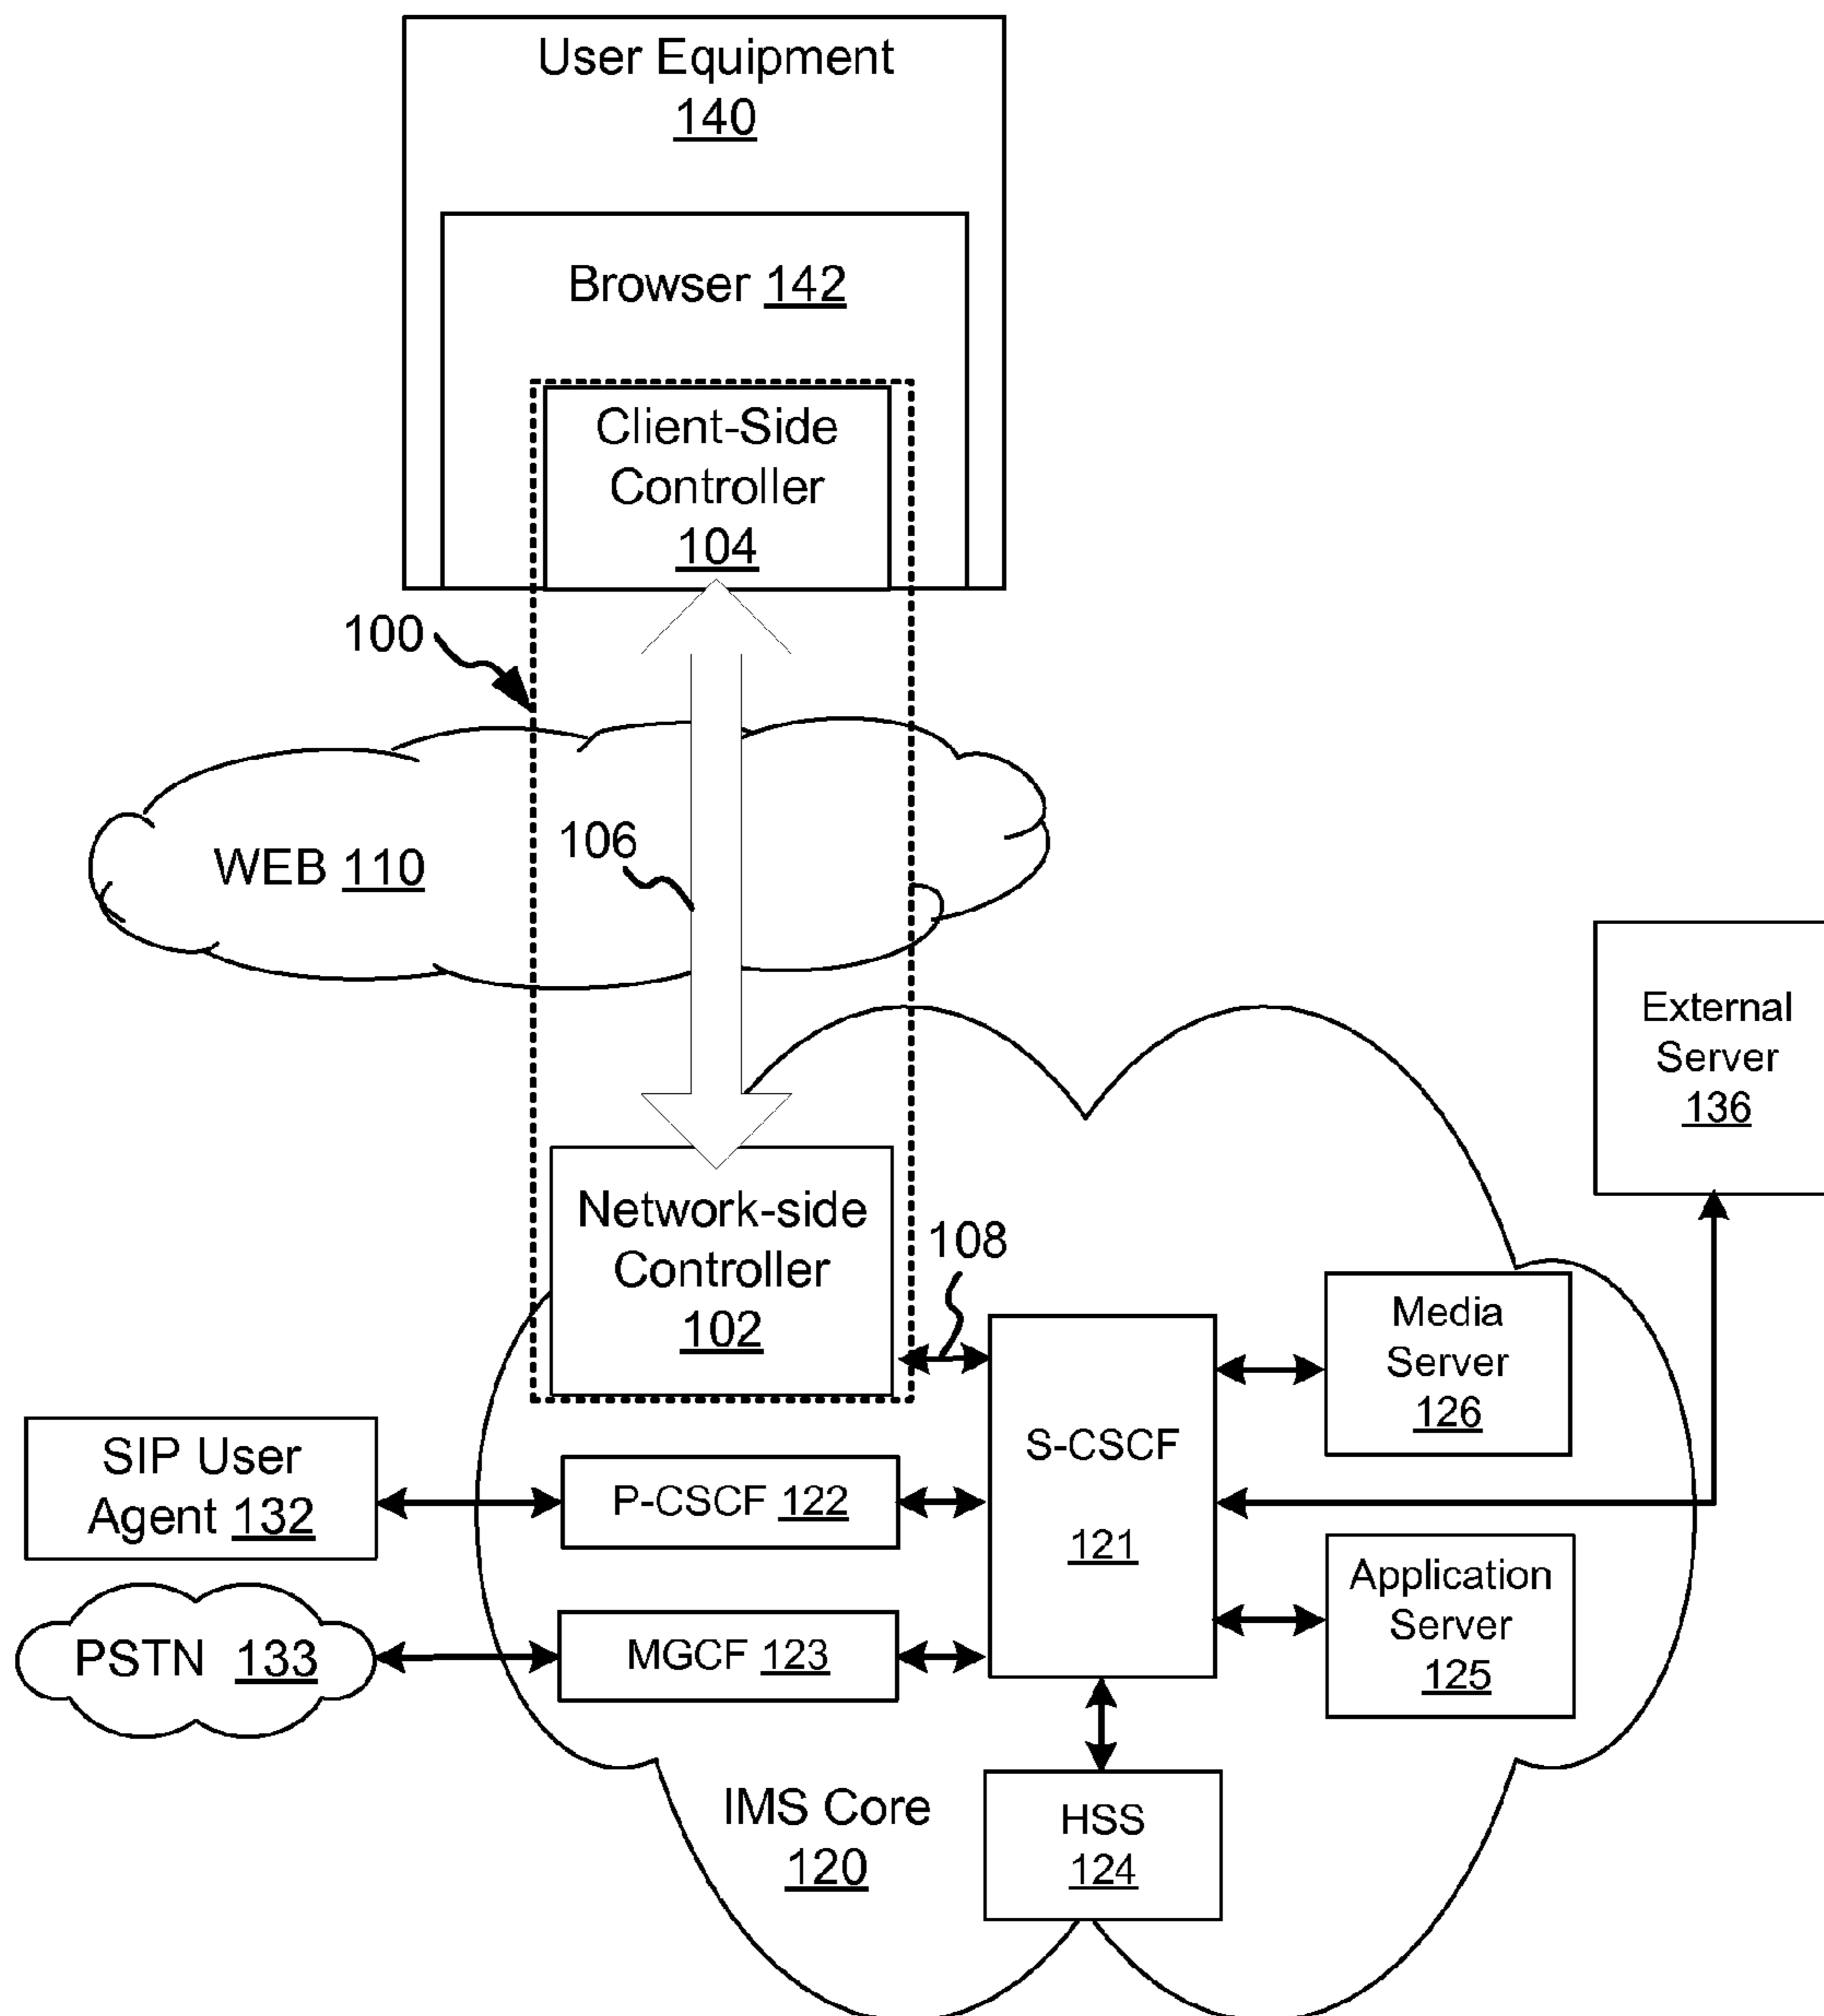 User Equipment
140
Browser 142
Client-Side
Controller
104
100
106
WEB 110
External
Server
136
Network-side
Controller
102
108
Media
Server
126
S-CSCF
121
SIP User
Agent 132
P-CSCF 122
Application
Server
125
PSTN 133
MGCF 123
IMS Core
120
HSS
124